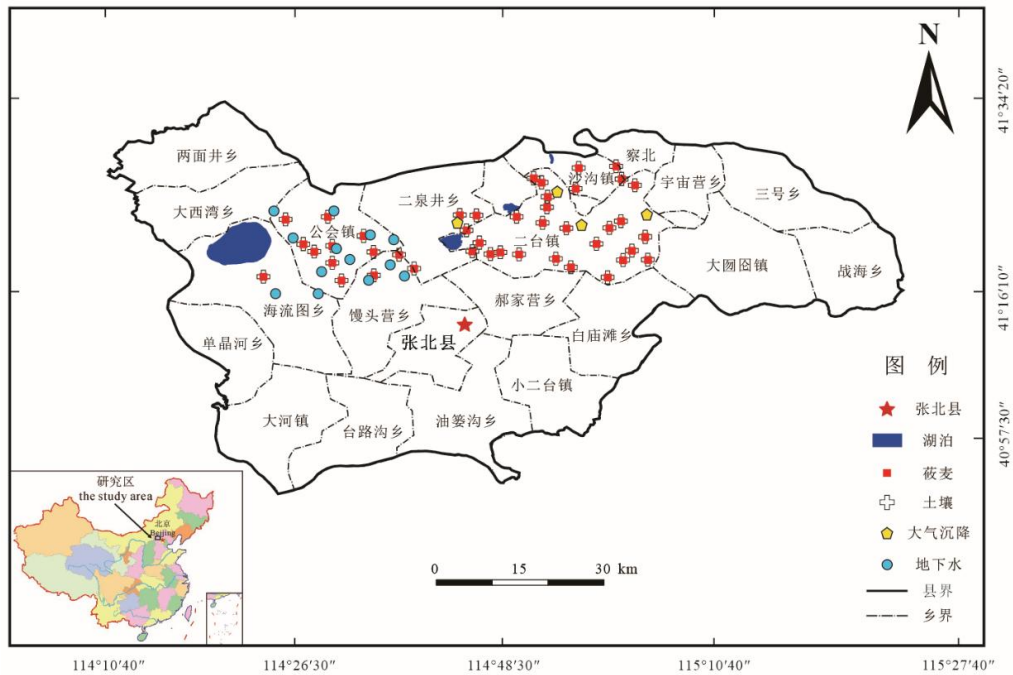 N
41°34′20″
41°16′10″
40°57′30″
两面井乡
察北
沙沟镇
宇宙营乡
三号乡
大西湾乡
二泉井乡
公会镇
二台镇
大囫囵镇
战海乡
海流图乡
馒头营乡
郝家营乡
单晶河乡
张北县
白庙滩乡
小二台镇
大河镇
台路沟乡
油篓沟乡
图 例
张北县
湖泊
莜麦
土壤
大气沉降
地下水
县界
乡界
研究区
the study area
北京
Beijing
0 15 30 km
114°10′40″ 114°26′30″ 114°48′30″ 115°10′40″ 115°27′40″